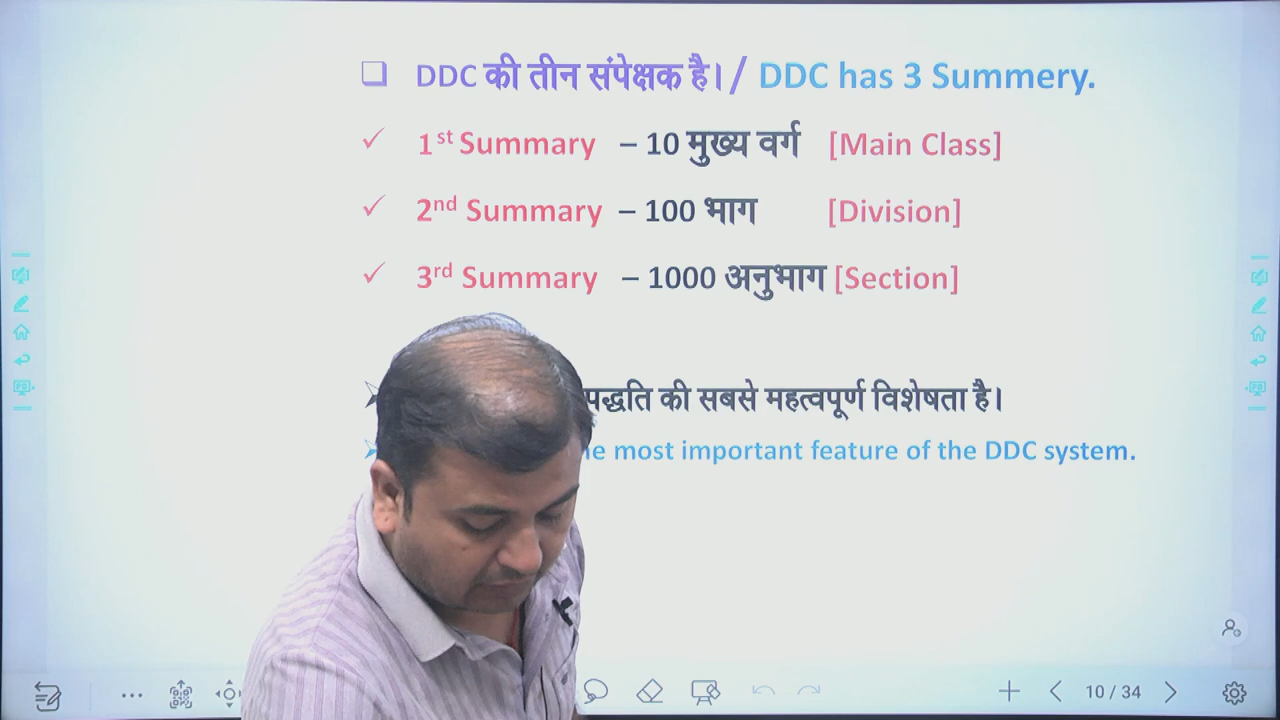 DDC की तीन संपेक्षक है। / DDC has 3 Summery.
1st Summary – 10 मुख्य वर्ग [Main Class]
2nd Summary – 100 भाग [Division]
3rd Summary – 1000 अनुभाग [Section]
पद्धति की सबसे महत्वपूर्ण विशेषता है।
most important feature of the DDC system.
10 / 34